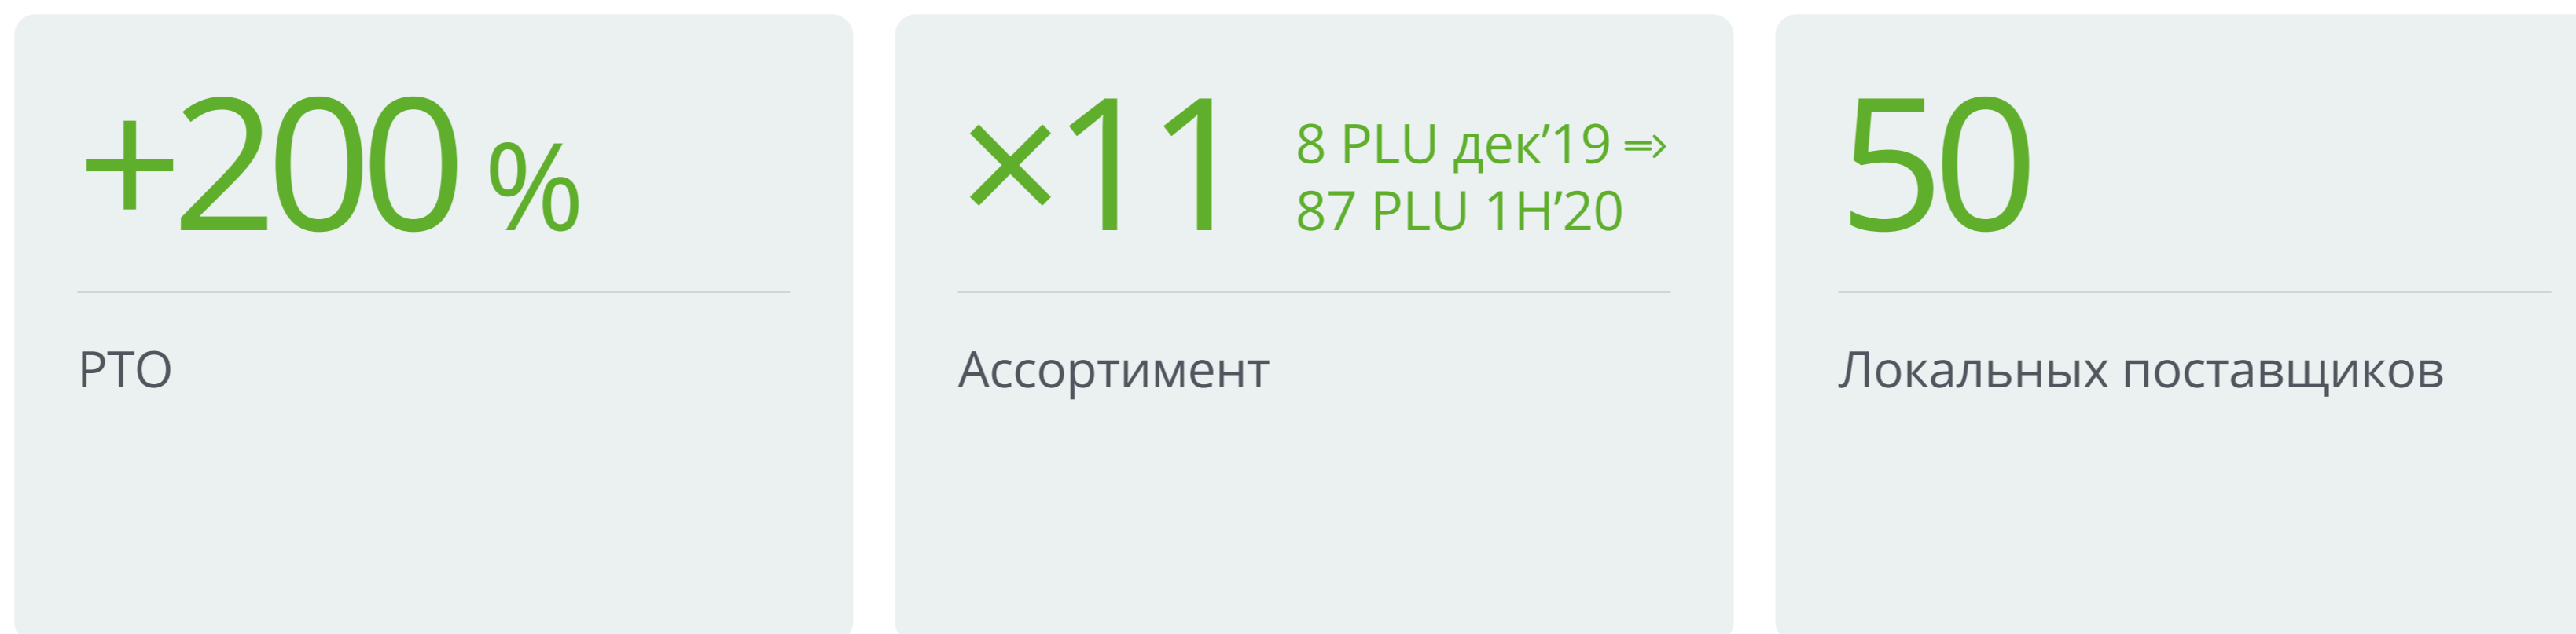 +200 %
РТО
×11
8 PLU дек’19 ⇒
87 PLU 1H’20
Ассортимент
50
Локальных поставщиков